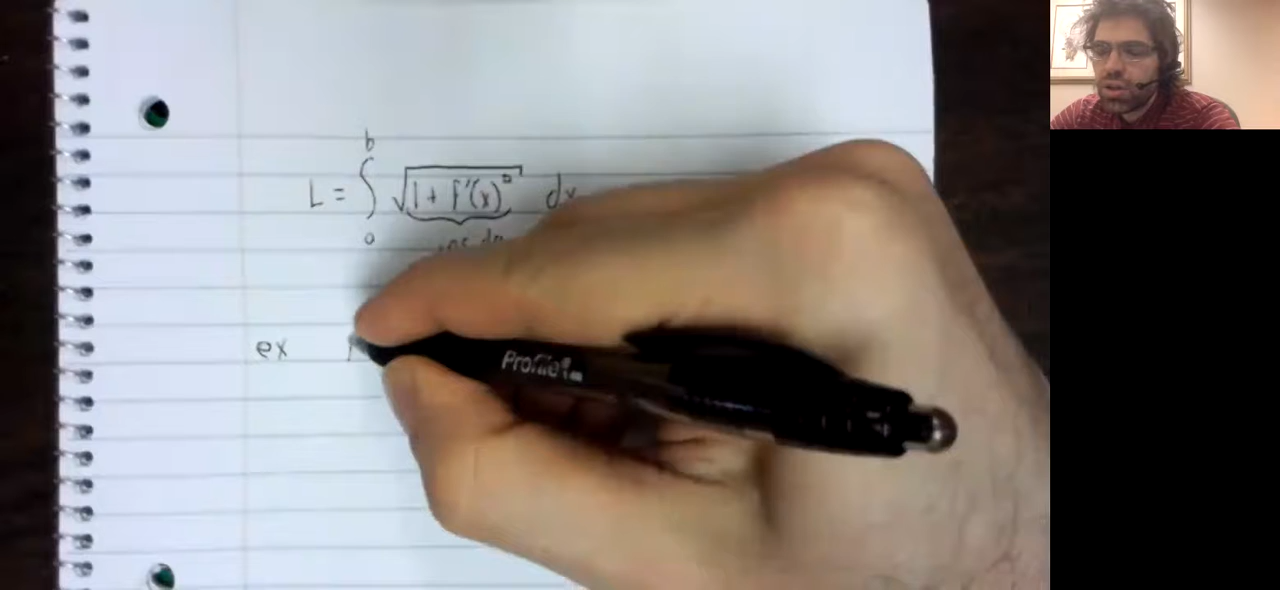 b
L = ∫ √1 + f'(x)² dx
a
ex
Profile